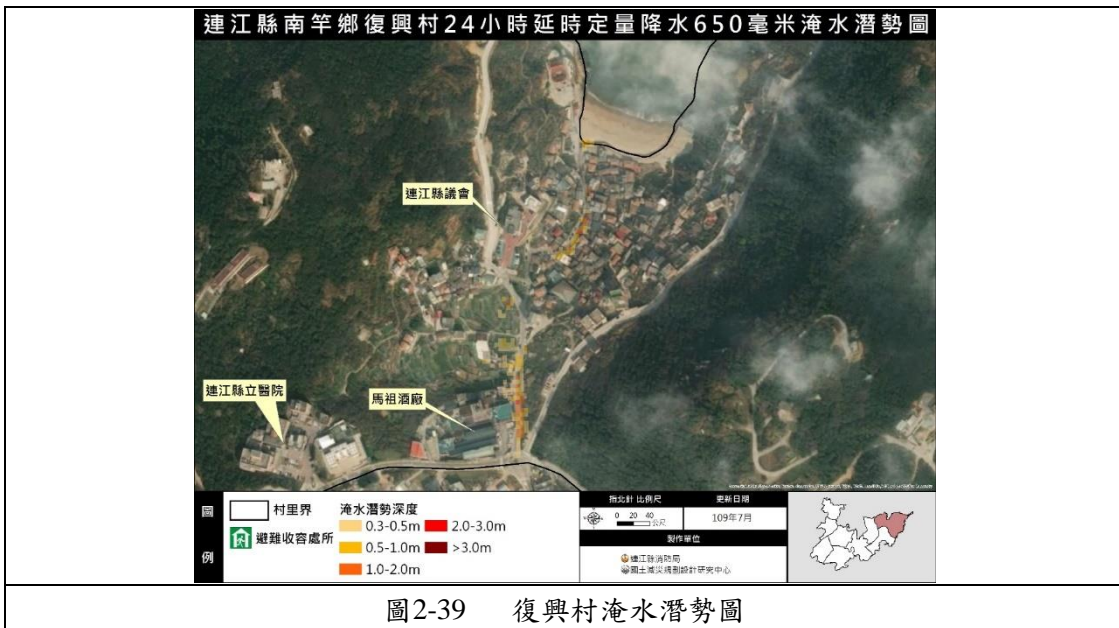 連江縣南竿鄉復興村24小時延時定量降水650毫米淹水潛勢圖
連江縣議會
連江縣立醫院
馬祖酒廠
圖例
村里界
避難收容處所
淹水潛勢深度
0.3-0.5m
0.5-1.0m
1.0-2.0m
2.0-3.0m
>3.0m
指北針 比例尺
0 20 40
公尺
更新日期
109年7月
製作單位
連江縣消防局
國土減災規劃設計研究中心
圖2-39 復興村淹水潛勢圖